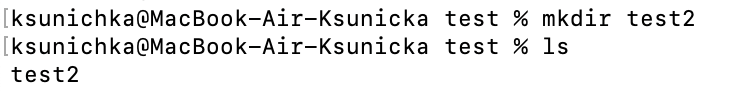 [ksunichka@MacBook-Air-Ksunicka test % mkdir test2
[ksunichka@MacBook-Air-Ksunicka test % ls
test2